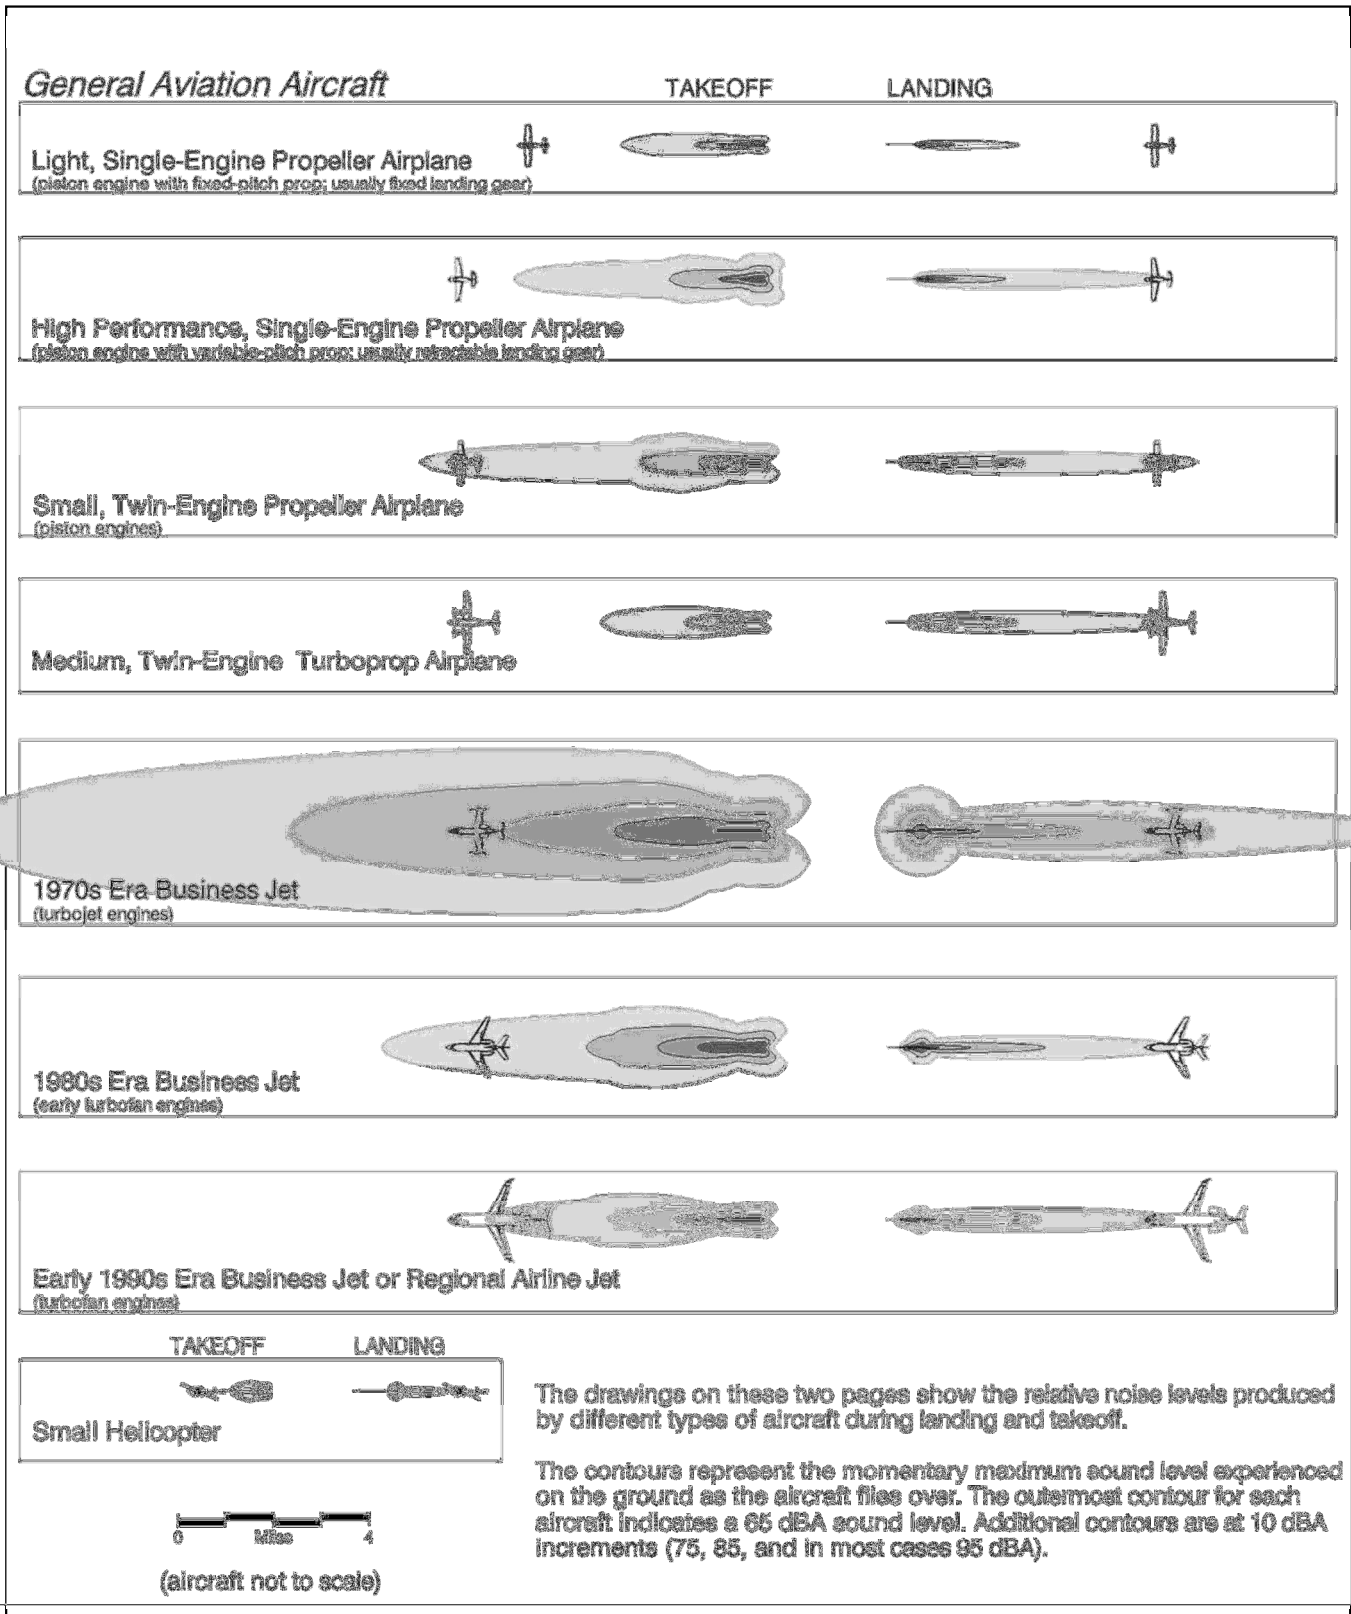 General Aviation Aircraft
TAKEOFF
LANDING
Light, Single-Engine Propeller Airplane
(piston engine with fixed-pitch prop; usually fixed landing gear)
High Performance, Single-Engine Propeller Airplane
(piston engine with variable-pitch prop; usually retractable landing gear)
Small, Twin-Engine Propeller Airplane
(piston engines)
Medium, Twin-Engine Turboprop Airplane
1970s Era Business Jet
(turbojet engines)
1980s Era Business Jet
(early turbofan engines)
Early 1990s Era Business Jet or Regional Airline Jet
(turbofan engines)
TAKEOFF
LANDING
Small Helicopter
0 Miles 4
(aircraft not to scale)
The drawings on these two pages show the relative noise levels produced
by different types of aircraft during landing and takeoff.
The contours represent the momentary maximum sound level experienced
on the ground as the aircraft flies over. The outermost contour for each
aircraft indicates a 65 dBA sound level. Additional contours are at 10 dBA
increments (75, 85, and in most cases 95 dBA).